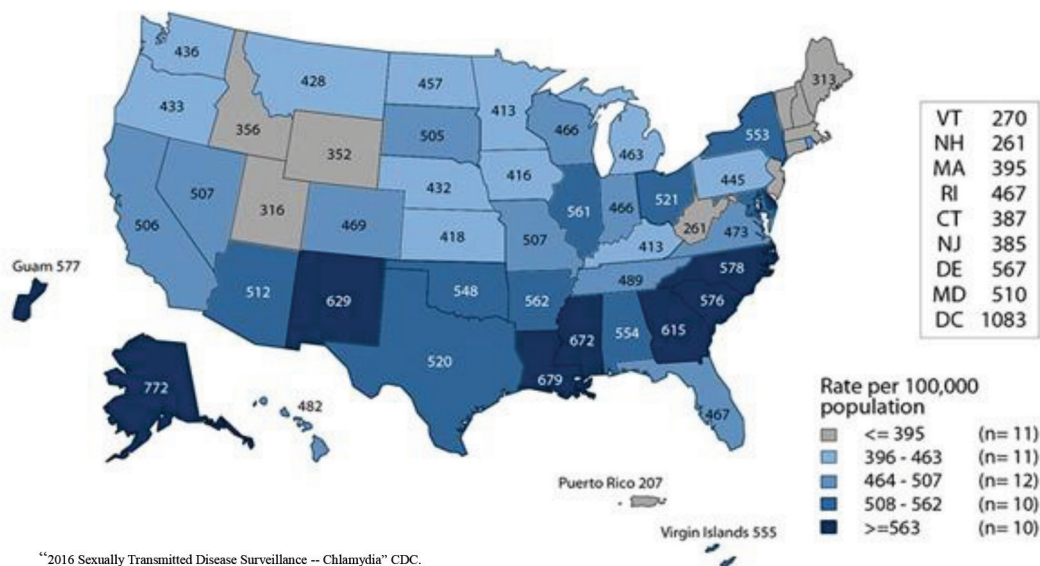 436
428
457
413
313
433
356
505
466
463
553
352
432
416
445
506
507
316
469
561
466
521
261
473
418
507
413
Guam 577
512
629
548
562
489
578
576
672
554
615
520
679
467
772
482
Puerto Rico 207
Virgin Islands 555
VT 270
NH 261
MA 395
RI 467
CT 387
NJ 385
DE 567
MD 510
DC 1083
Rate per 100,000
population
<= 395 (n= 11)
396 - 463 (n= 11)
464 - 507 (n= 12)
508 - 562 (n= 10)
>=563 (n= 10)
“2016 Sexually Transmitted Disease Surveillance -- Chlamydia” CDC.